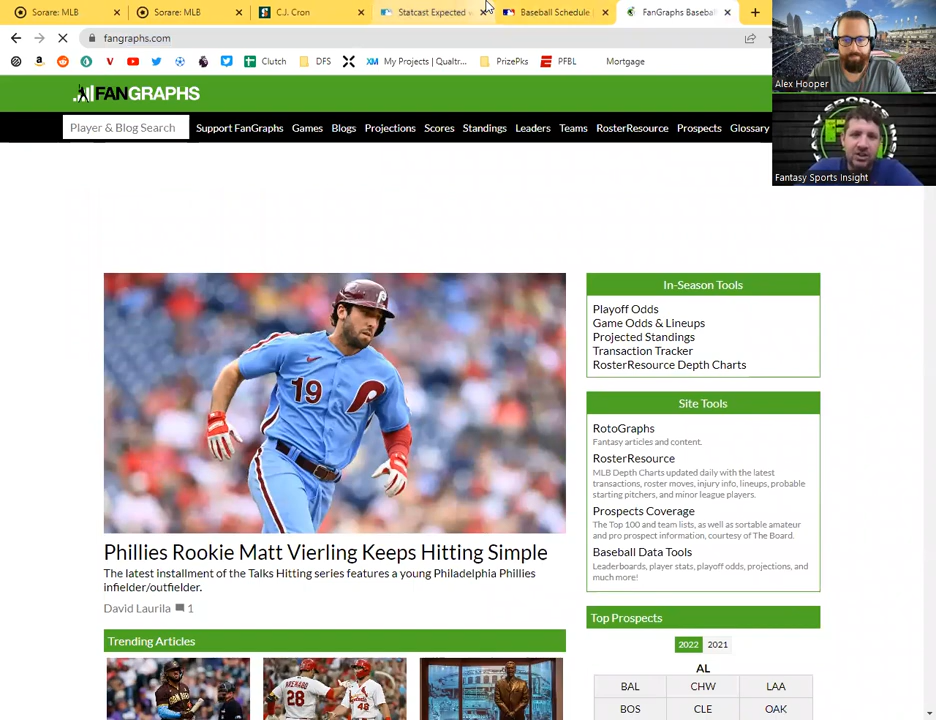 Sorare: MLB
Sorare: MLB
C.J. Cron
Statcast Expected
Baseball Schedule
FanGraphs Baseball
fangraphs.com
Clutch
DFS
My Projects | Qualtr...
PrizePks
PFBL
Mortgage
Alex Hooper
Fantasy Sports Insight
FANGRAPHS
Player & Blog Search
Support FanGraphs Games Blogs Projections Scores Standings Leaders Teams RosterResource Prospects Glossary
19
Phillies Rookie Matt Vierling Keeps Hitting Simple
The latest installment of the Talks Hitting series features a young Philadelphia Phillies
infielder/outfielder.
David Laurila 1
Trending Articles
28
48
In-Season Tools
Playoff Odds
Game Odds & Lineups
Projected Standings
Transaction Tracker
RosterResource Depth Charts
Site Tools
RotoGraphs
Fantasy articles and content.
RosterResource
MLB Depth Charts updated daily with the latest
transactions, roster moves, injury info, lineups, probable
starting pitchers, and minor league players.
Prospects Coverage
The Top 100 and team lists, as well as sortable amateur
and pro prospect information, courtesy of The Board.
Baseball Data Tools
Leaderboards, player stats, playoff odds, projections, and
much more!
Top Prospects
2022 2021
AL
BAL CHW LAA
BOS CLE OAK